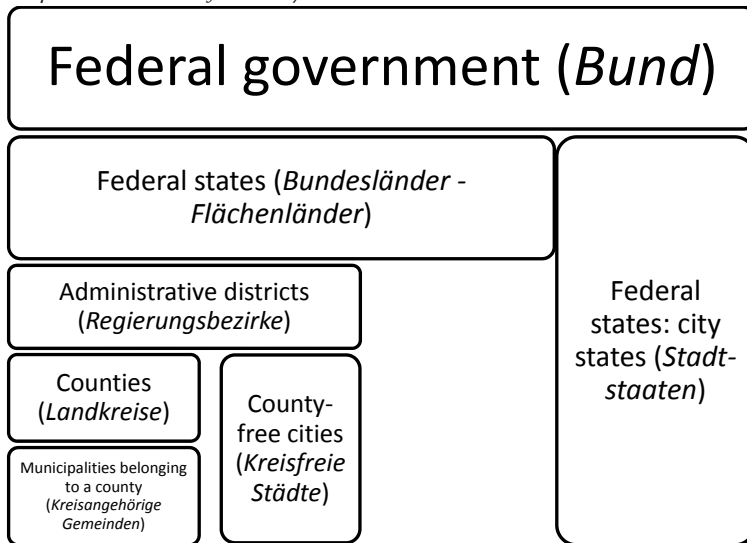 Federal government (Bund)
Federal states (Bundesländer -
Flächenländer)
Administrative districts
(Regierungsbezirke)
Counties
(Landkreise)
Municipalities belonging
to a county
(Kreisangehörige
Gemeinden)
County-
free cities
(Kreisfreie
Städte)
Federal
states: city
states (Stadt-
staaten)